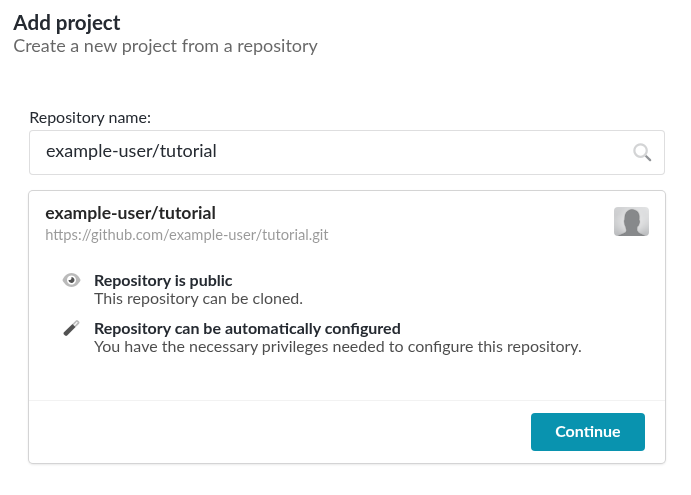 Add project
Create a new project from a repository
Repository name:
example-user/tutorial
example-user/tutorial
https://github.com/example-user/tutorial.git
Repository is public
This repository can be cloned.
Repository can be automatically configured
You have the necessary privileges needed to configure this repository.
Continue